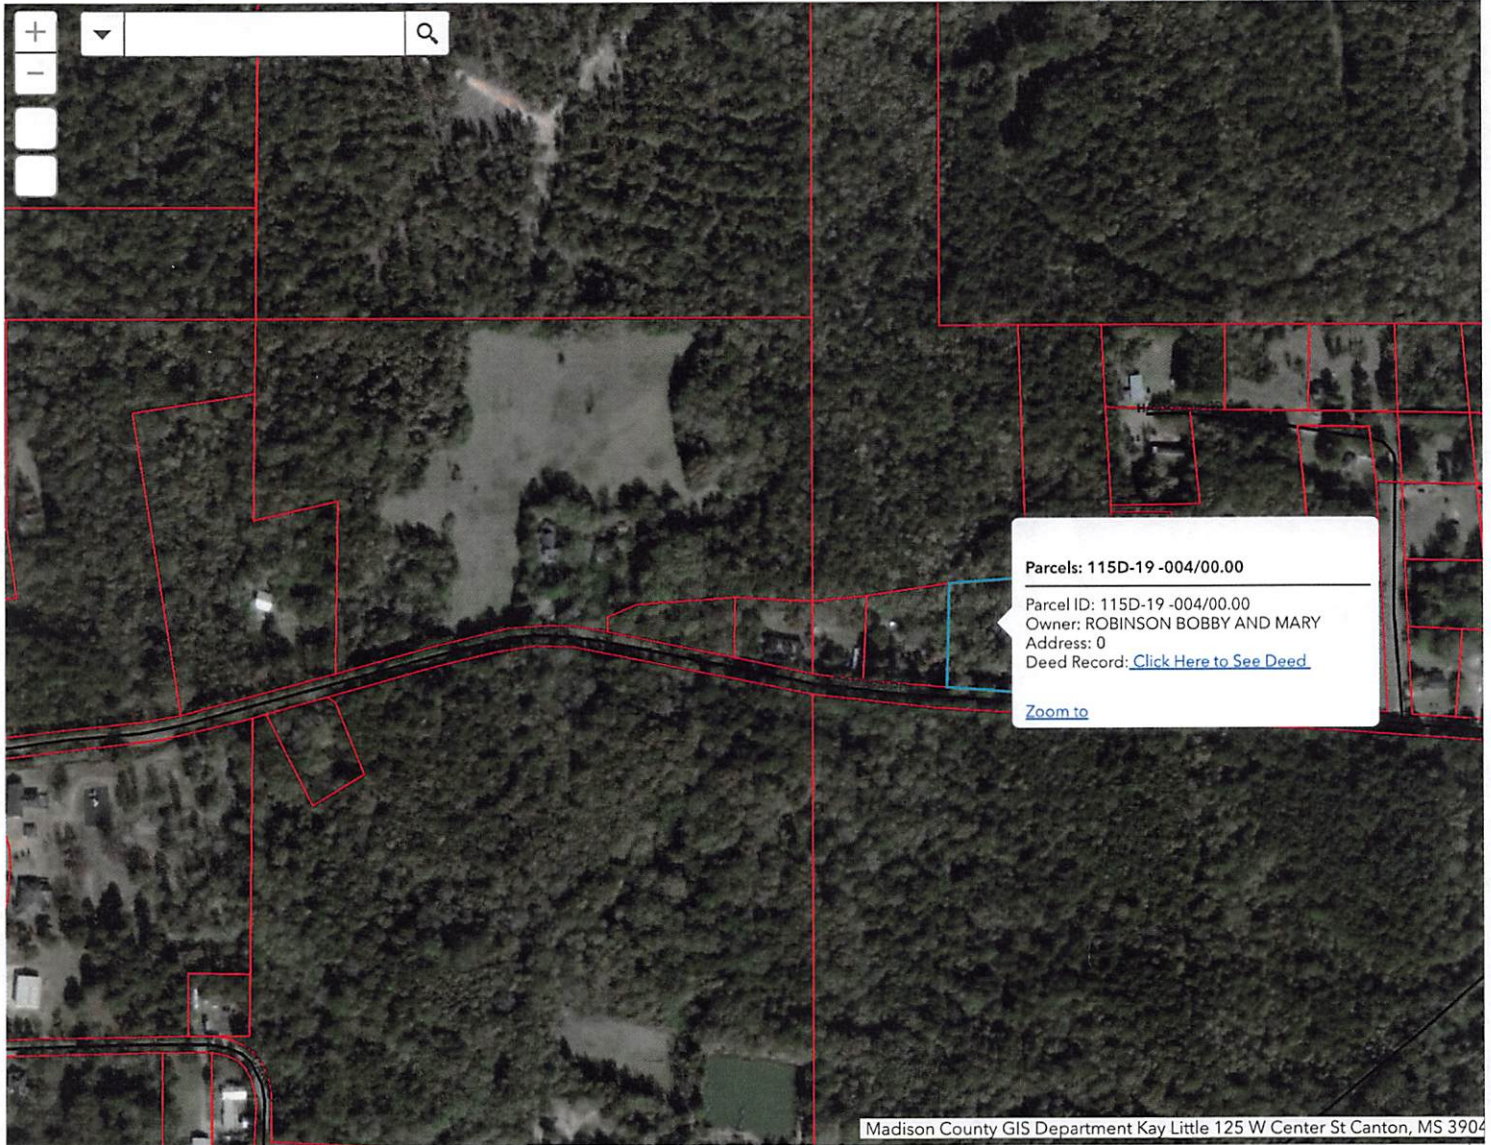 +
−
Parcels: 115D-19 -004/00.00
Parcel ID: 115D-19 -004/00.00
Owner: ROBINSON BOBBY AND MARY
Address: 0
Deed Record: Click Here to See Deed
Zoom to
Madison County GIS Department Kay Little 125 W Center St Canton, MS 3904